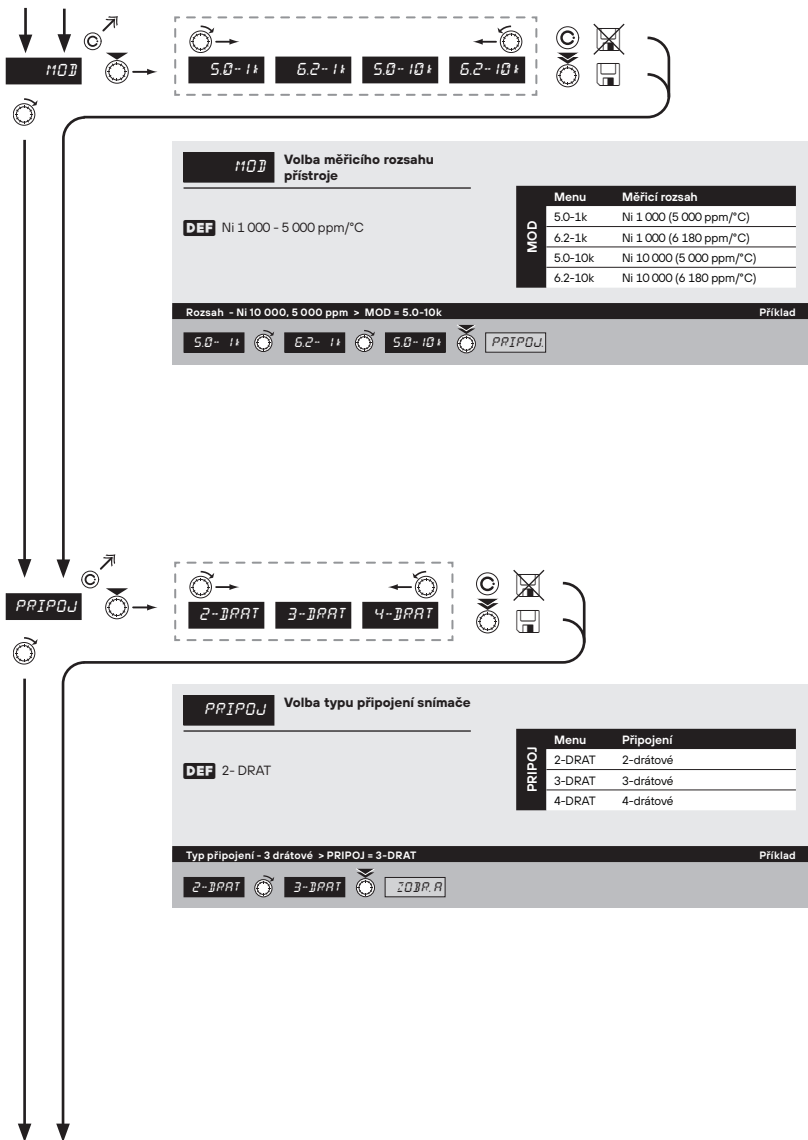 MOD
5.0-1k 6.2-1k 5.0-10k 6.2-10k
MOD
Volba měřicího rozsahu
přístroje
DEF Ni 1 000 - 5 000 ppm/°C
MOD
Menu Měřicí rozsah
5.0-1k Ni 1 000 (5 000 ppm/°C)
6.2-1k Ni 1 000 (6 180 ppm/°C)
5.0-10k Ni 10 000 (5 000 ppm/°C)
6.2-10k Ni 10 000 (6 180 ppm/°C)
Rozsah - Ni 10 000, 5 000 ppm > MOD = 5.0-10k Příklad
5.0- 1k 6.2- 1k 5.0-10k PRIPOJ.
PRIPOJ
2-DRAT 3-DRAT 4-DRAT
PRIPOJ Volba typu připojení snímače
DEF 2- DRAT
PRIPOJ
Menu Připojení
2-DRAT 2-drátové
3-DRAT 3-drátové
4-DRAT 4-drátové
Typ připojení - 3 drátové > PRIPOJ = 3-DRAT Příklad
2-DRAT 3-DRAT ZOBR. A